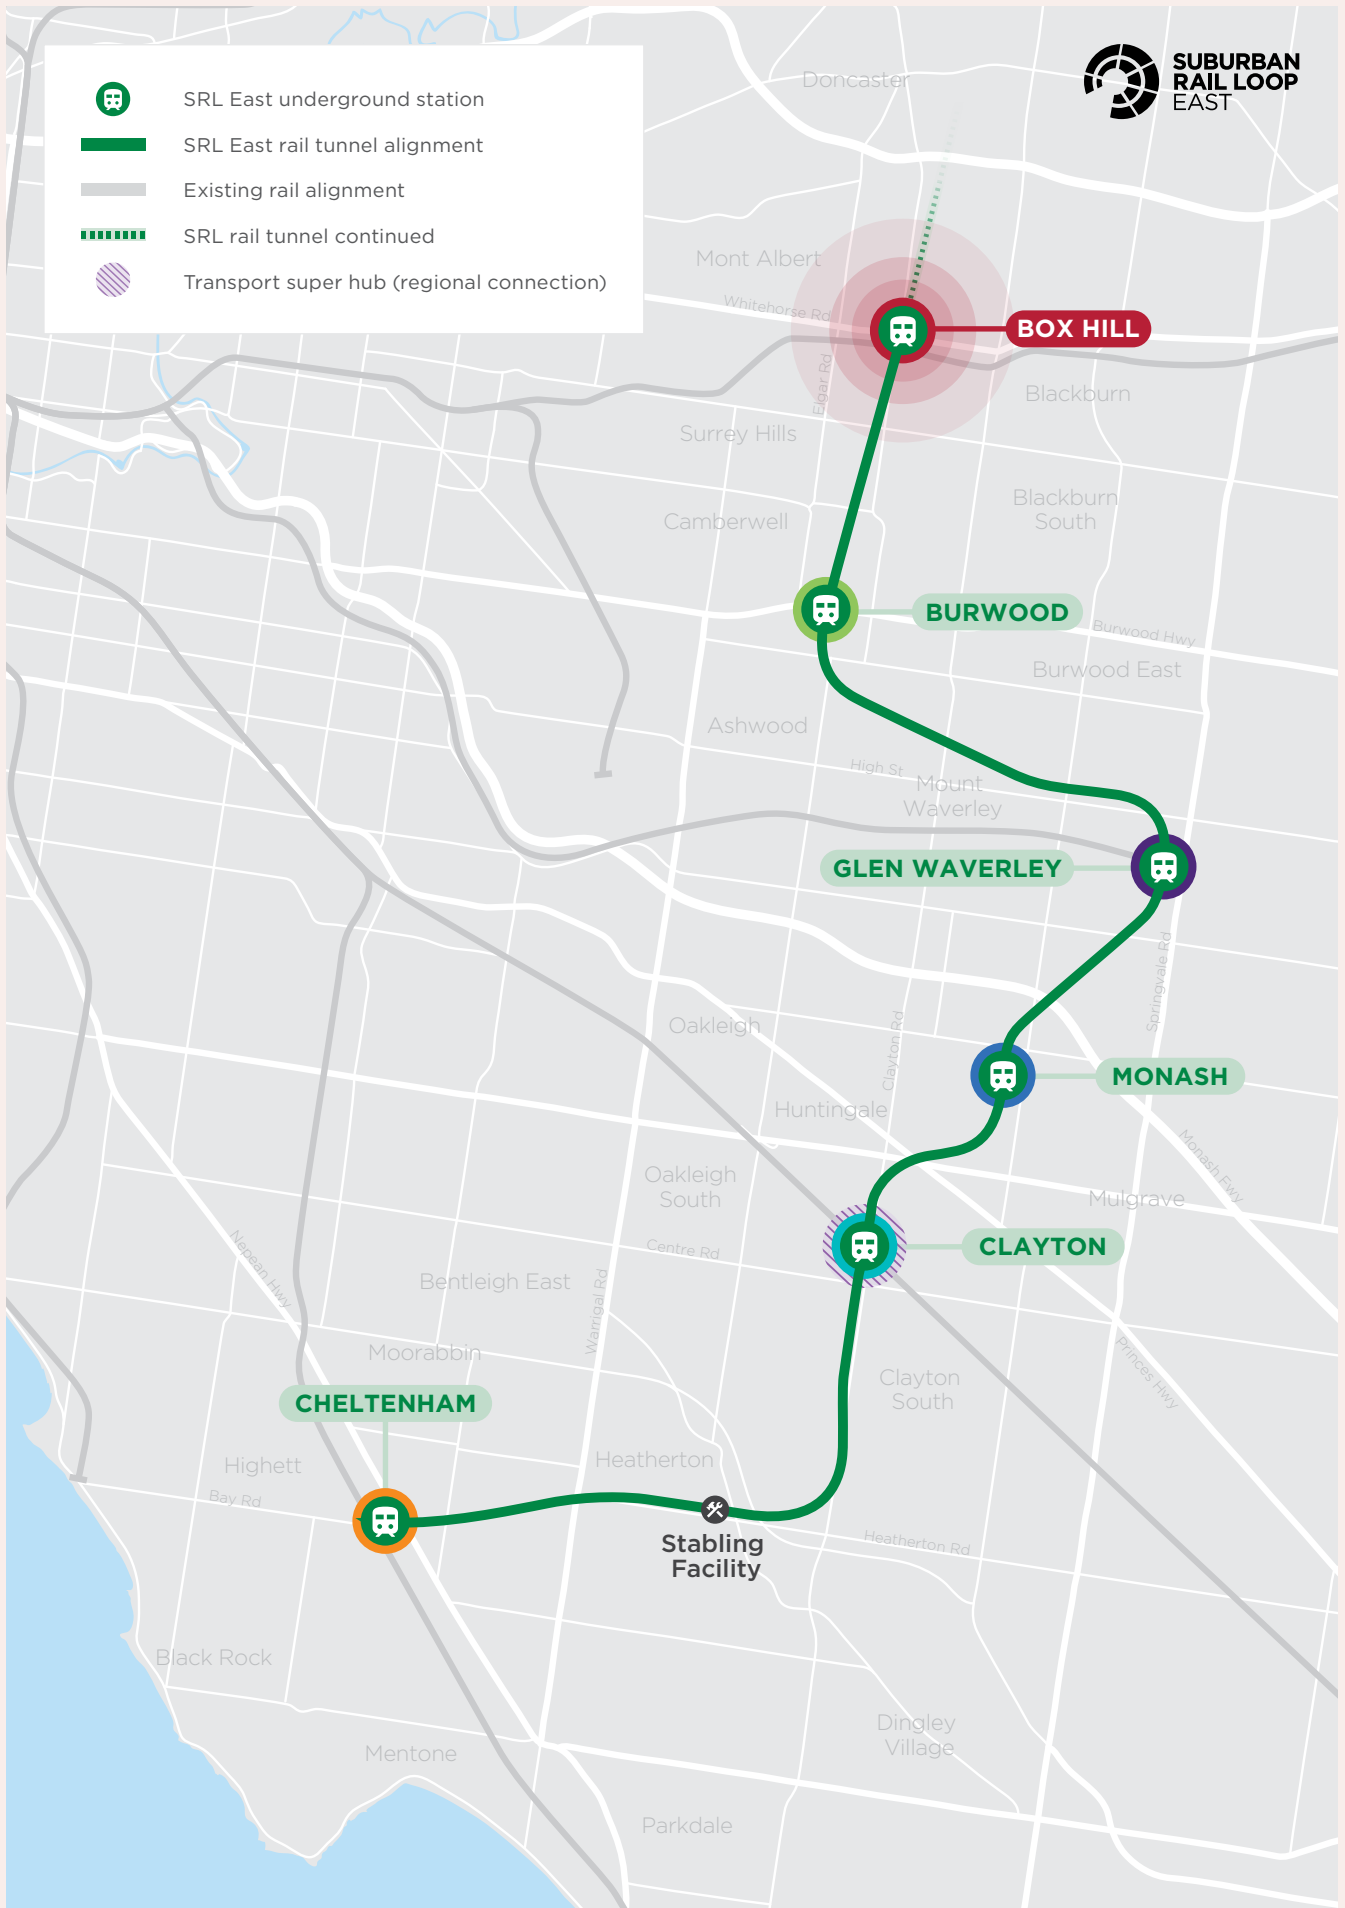 SUBURBAN
RAIL LOOP
EAST
SRL East underground station
SRL East rail tunnel alignment
Existing rail alignment
SRL rail tunnel continued
Transport super hub (regional connection)
Doncaster
Mont Albert
Whitehorse Rd
BOX HILL
Elgar Rd
Blackburn
Surrey Hills
Blackburn
South
Camberwell
BURWOOD
Burwood Hwy
Burwood East
Ashwood
High St
Mount
Waverley
GLEN WAVERLEY
Springvale Rd
Oakleigh
Clayton Rd
MONASH
Huntingale
Monash Fwy
Oakleigh
South
Mulgrave
Centre Rd
CLAYTON
Nepean Hwy
Bentleigh East
Warrigal Rd
Moorabbin
Princes Hwy
Clayton
South
CHELTENHAM
Highett
Heatherton
Bay Rd
Stabling
Facility
Heatherton Rd
Black Rock
Dingley
Village
Mentone
Parkdale